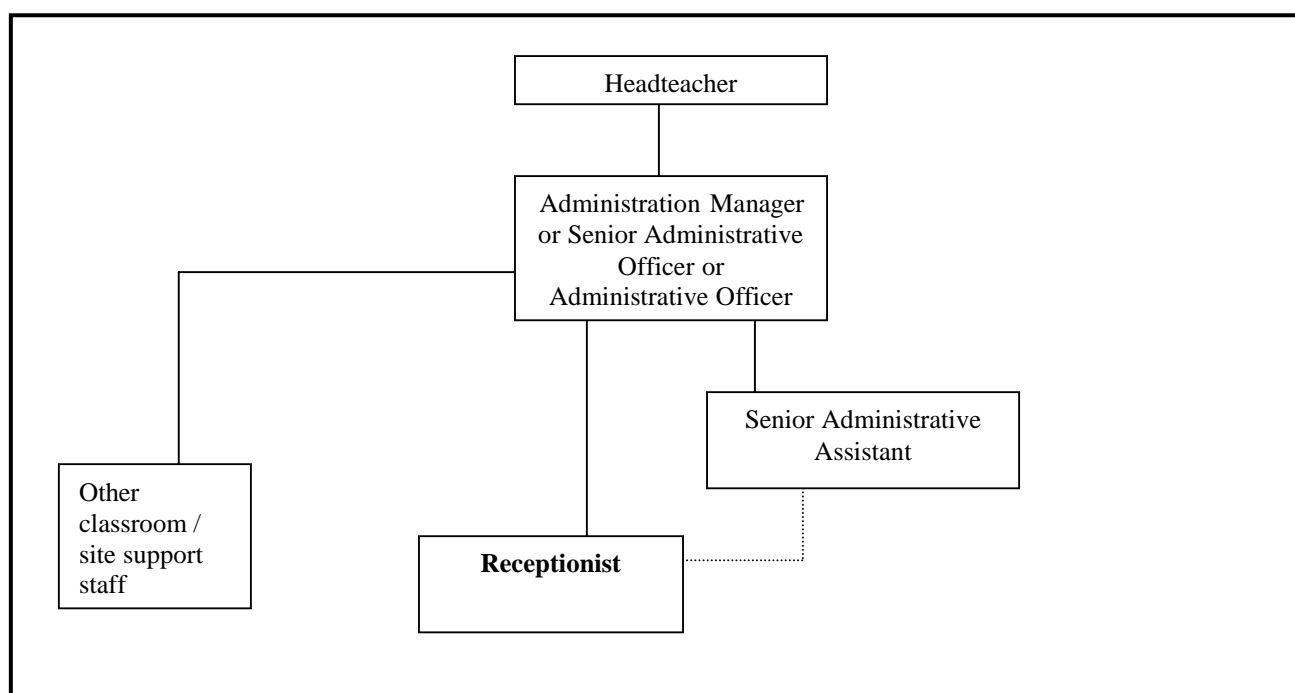 Headteacher
Administration Manager
or Senior Administrative
Officer or
Administrative Officer
Senior Administrative
Assistant
Other
classroom /
site support
staff
Receptionist